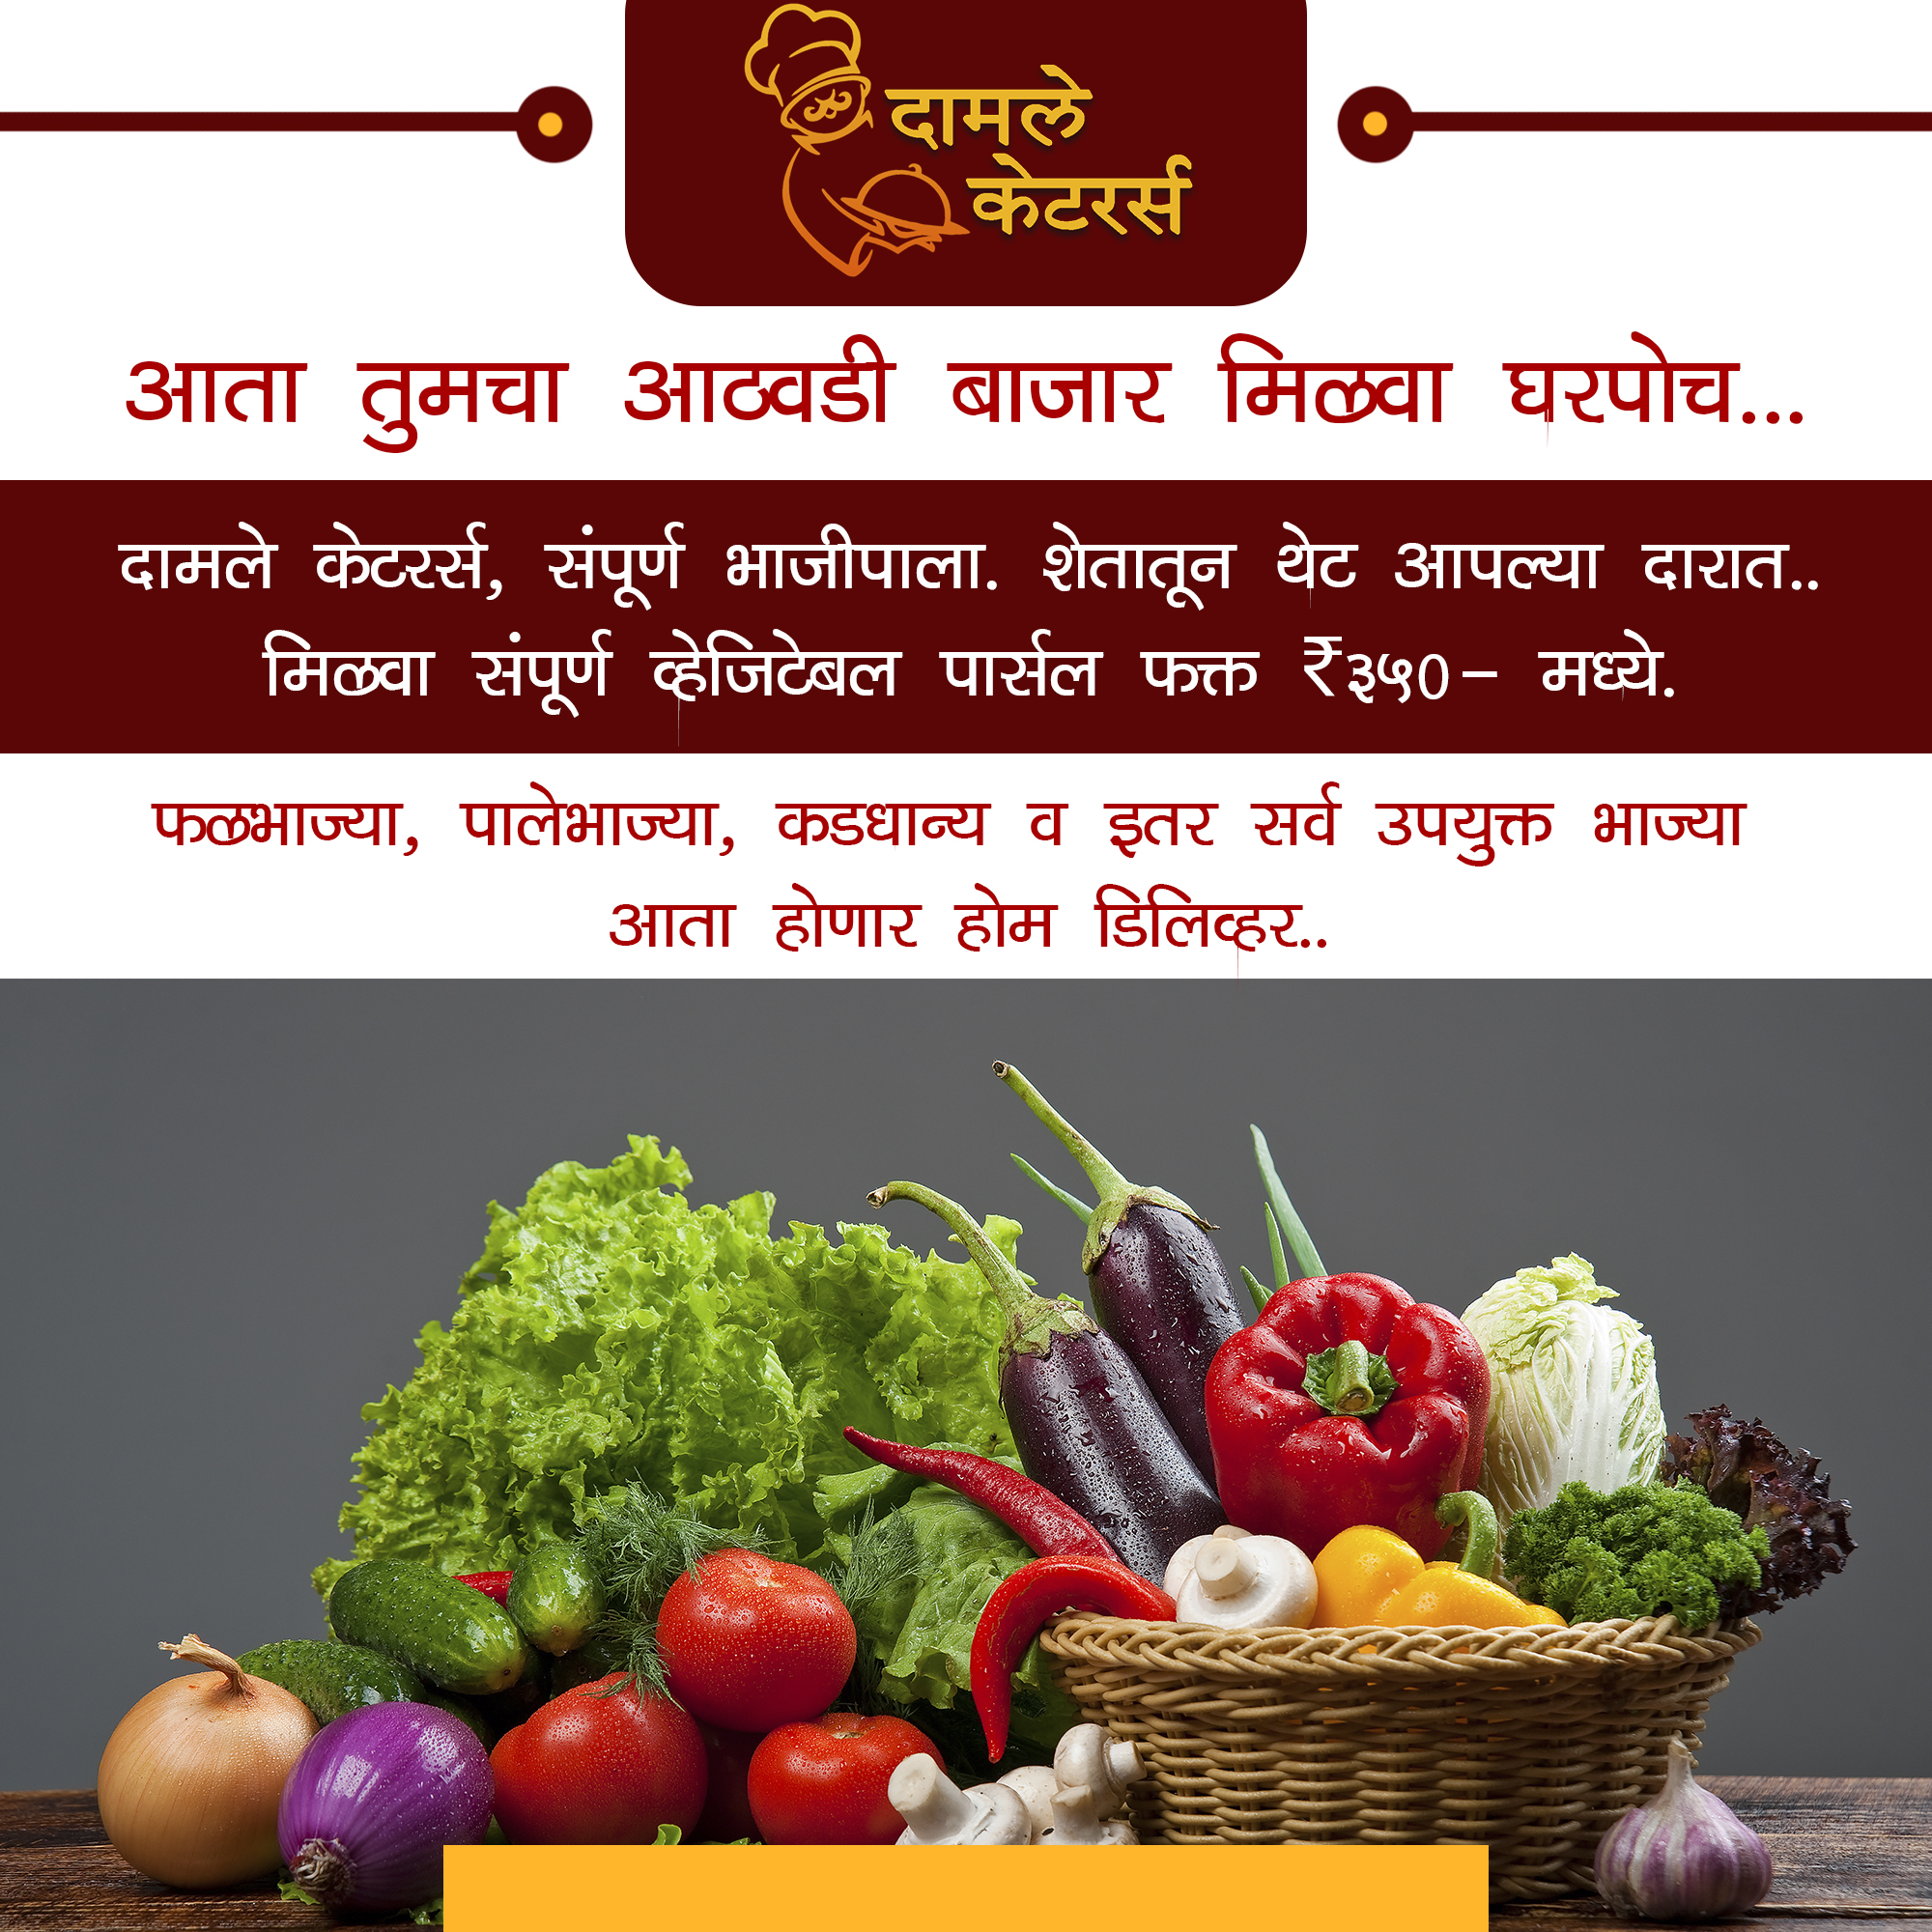 दामले
केटरर्स
आता तुमचा आठवडी बाजार मिळवा घरपोच...
दामले केटरर्स, संपूर्ण भाजीपाला. शेतातून थेट आपल्या दारात..
मिळवा संपूर्ण व्हेजिटेबल पार्सल फक्त ₹३५०- मध्ये.
फळभाज्या, पालेभाज्या, कडधान्य व इतर सर्व उपयुक्त भाज्या
आता होणार होम डिलिव्हर..